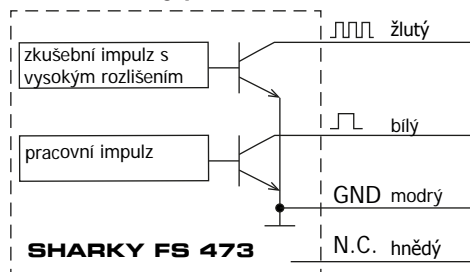 žlutý
zkušební impulz s
vysokým rozlišením
bílý
pracovní impulz
GND modrý
SHARKY FS 473
N.C. hnědý